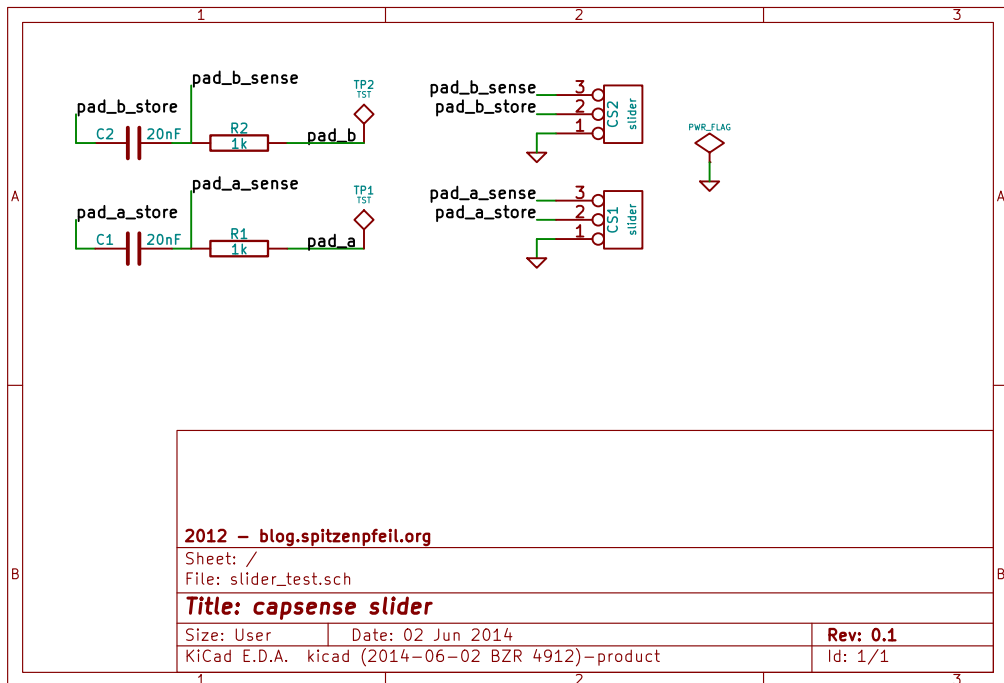 1 2 3
pad_b_sense
TP2
TST
pad_b_store
C2 20nF
R2
1k
pad_b
pad_b_sense 3
pad_b_store 2
1
CS2
slider
PWR_FLAG
A A
pad_a_sense
TP1
TST
pad_a_store
C1 20nF
R1
1k
pad_a
pad_a_sense 3
pad_a_store 2
1
CS1
slider
2012 – blog.spitzenpfeil.org
Sheet: /
File: slider_test.sch
B B
Title: capsense slider
Size: User Date: 02 Jun 2014 Rev: 0.1
KiCad E.D.A. kicad (2014-06-02 BZR 4912)-product Id: 1/1
1 2 3